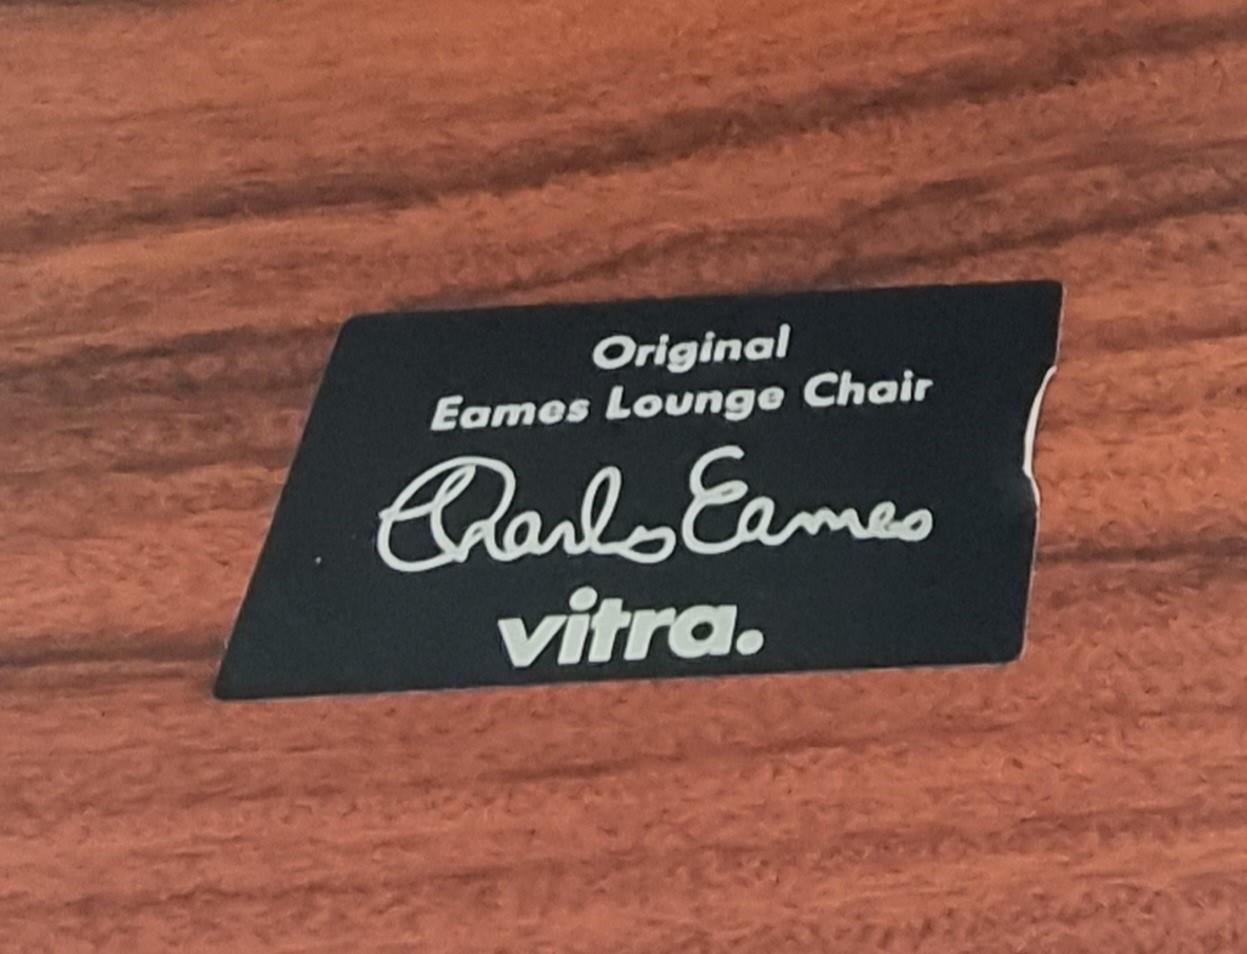 Original
Eames Lounge Chair
Charles Eames
vitra.